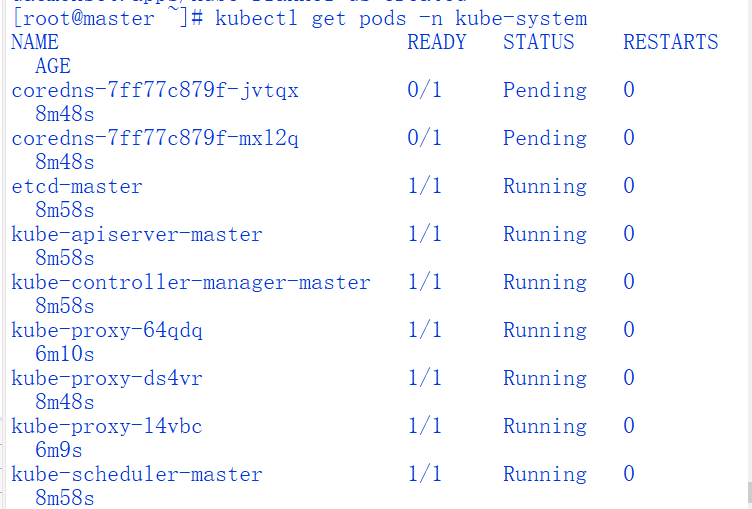 [root@master ~]# kubectl get pods -n kube-system
NAME READY STATUS RESTARTS
AGE
coredns-7ff77c879f-jvtqx 0/1 Pending 0
8m48s
coredns-7ff77c879f-mxl2q 0/1 Pending 0
8m48s
etcd-master 1/1 Running 0
8m58s
kube-apiserver-master 1/1 Running 0
8m58s
kube-controller-manager-master 1/1 Running 0
8m58s
kube-proxy-64qdq 1/1 Running 0
6m10s
kube-proxy-ds4vr 1/1 Running 0
8m48s
kube-proxy-l4vbc 1/1 Running 0
6m9s
kube-scheduler-master 1/1 Running 0
8m58s